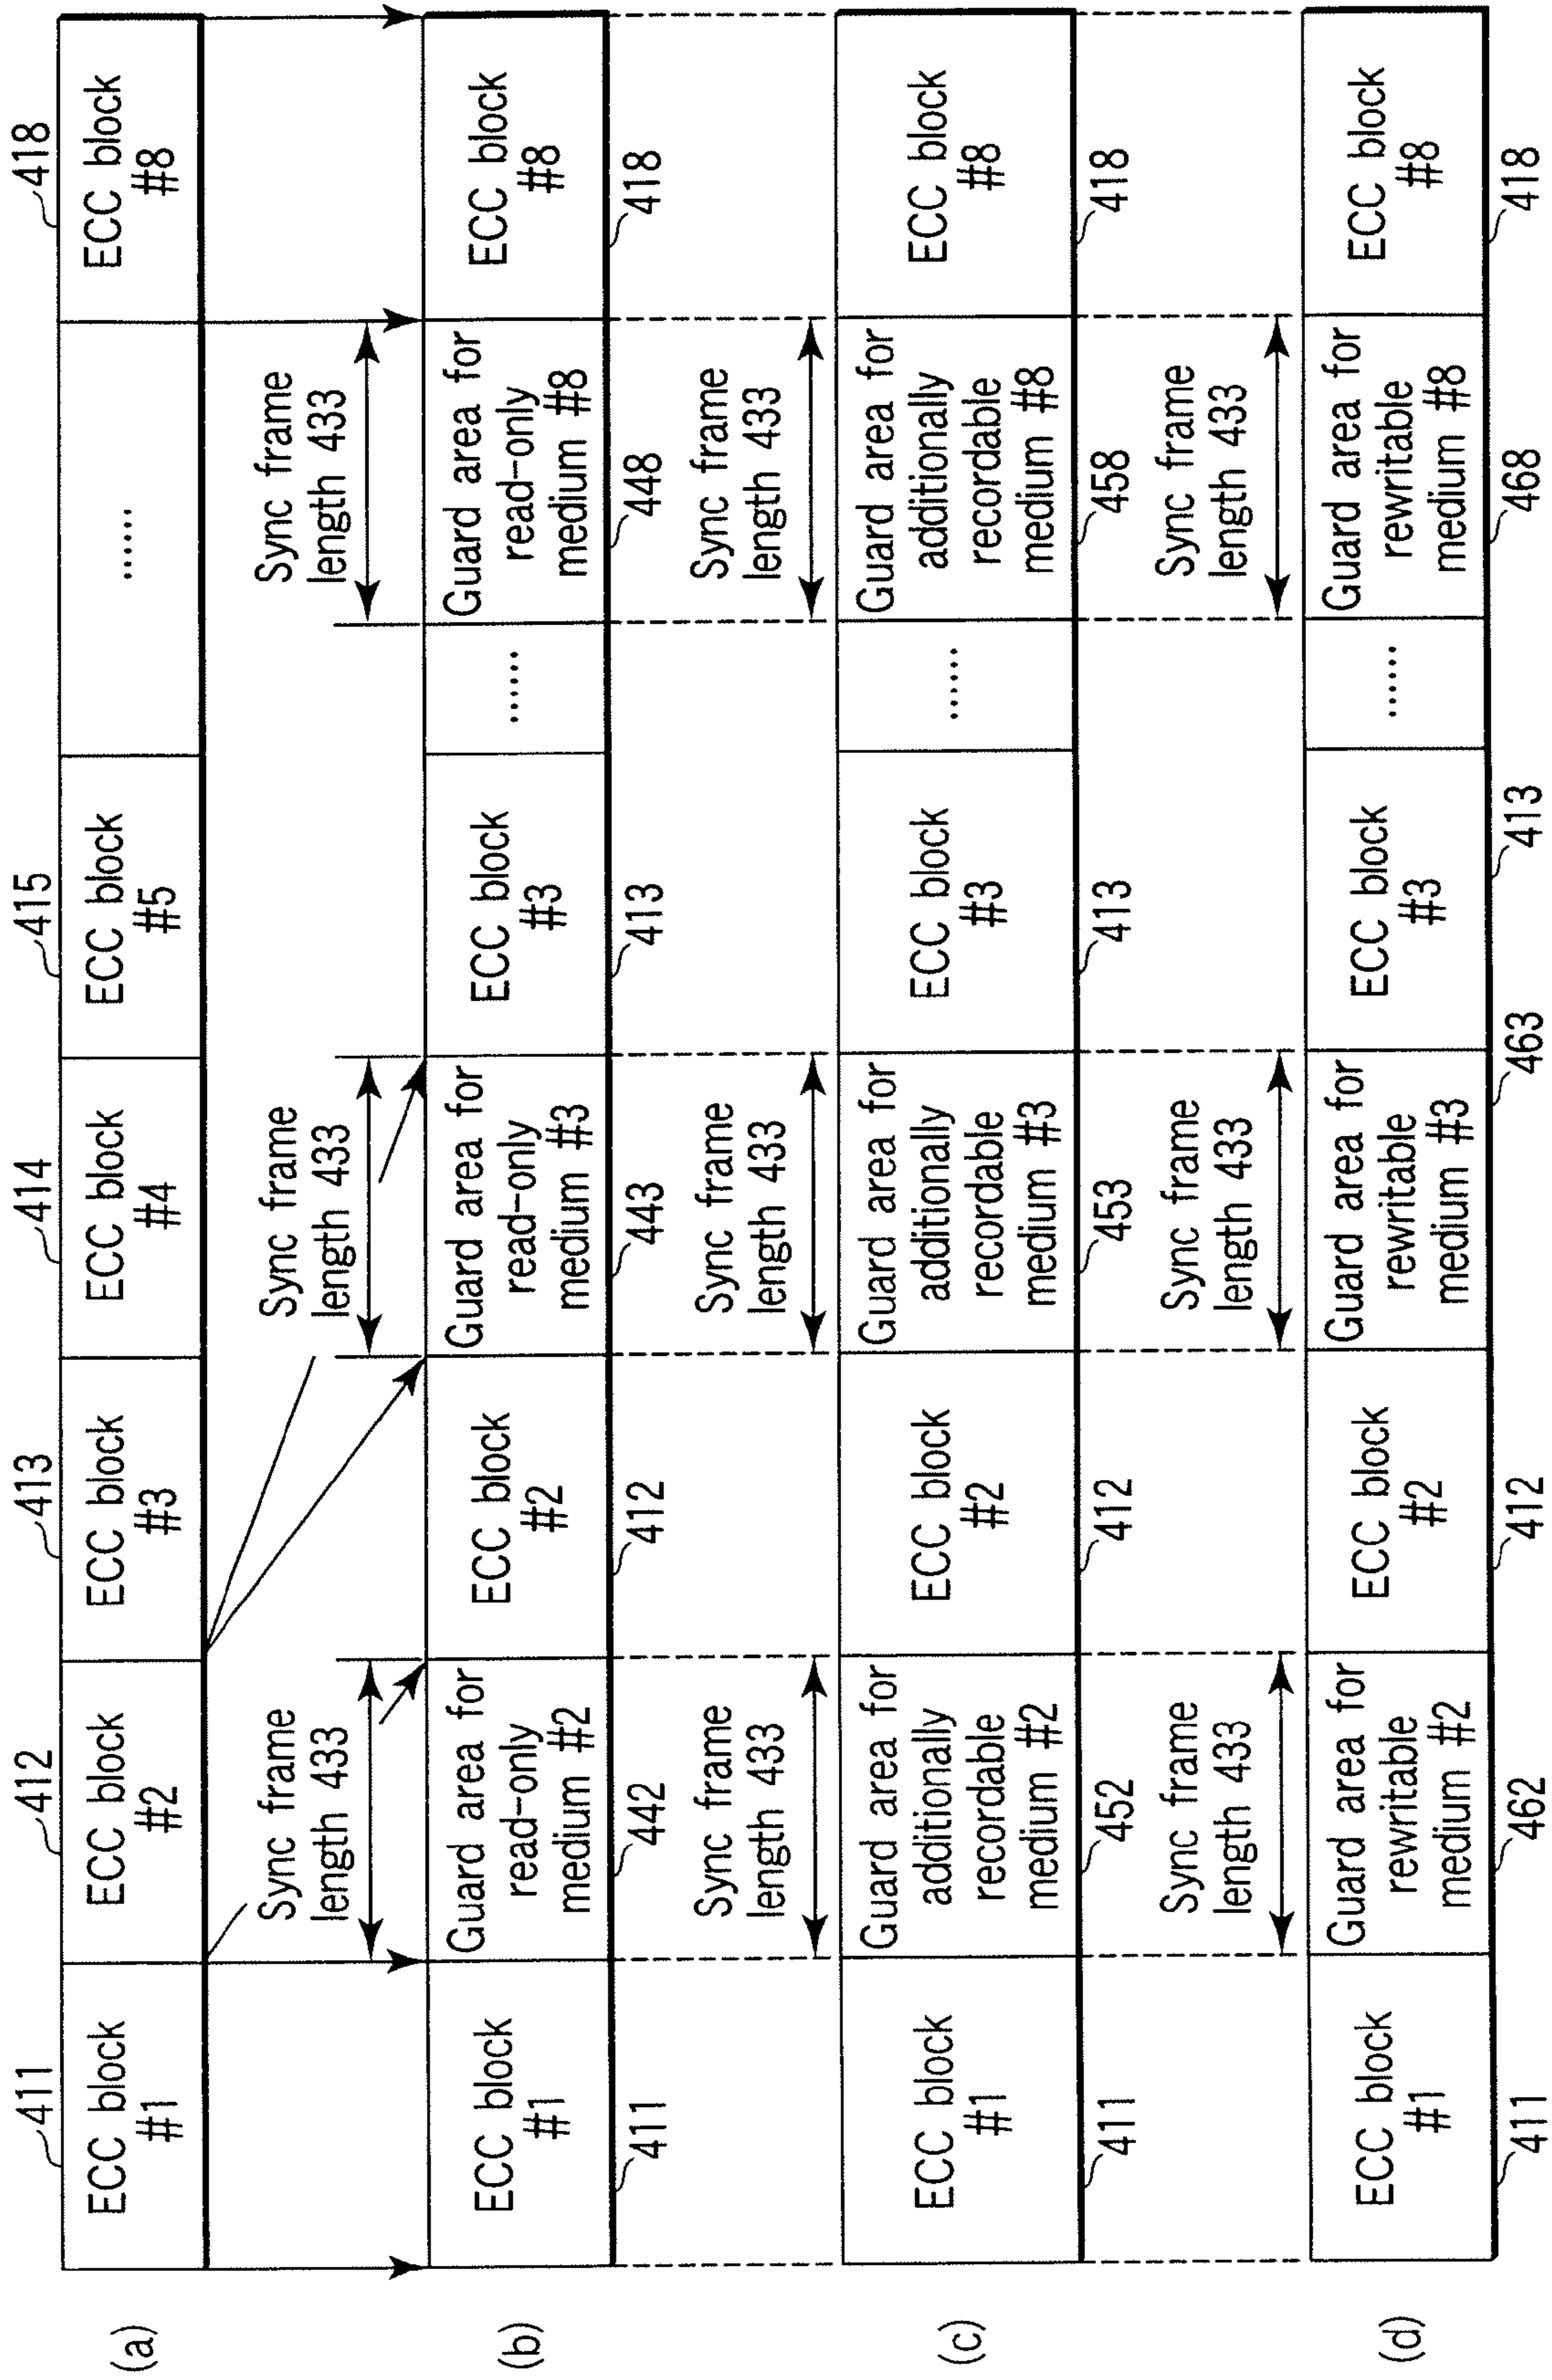 (a)
411
412
413
414
415
418
ECC block
#1
ECC block
#2
ECC block
#3
ECC block
#4
ECC block
#5
......
ECC block
#8
Sync frame
length 433
Sync frame
length 433
Sync frame
length 433
(b)
ECC block
#1
Guard area for
read-only
medium #2
ECC block
#2
Guard area for
read-only
medium #3
ECC block
#3
......
Guard area for
read-only
medium #8
ECC block
#8
411
442
412
443
413
448
418
Sync frame
length 433
Sync frame
length 433
Sync frame
length 433
(c)
ECC block
#1
Guard area for
additionally
recordable
medium #2
ECC block
#2
Guard area for
additionally
recordable
medium #3
ECC block
#3
......
Guard area for
additionally
recordable
medium #8
ECC block
#8
411
452
412
453
413
458
418
Sync frame
length 433
Sync frame
length 433
Sync frame
length 433
(d)
ECC block
#1
Guard area for
rewritable
medium #2
ECC block
#2
Guard area for
rewritable
medium #3
ECC block
#3
......
Guard area for
rewritable
medium #8
ECC block
#8
411
462
412
463
413
468
418